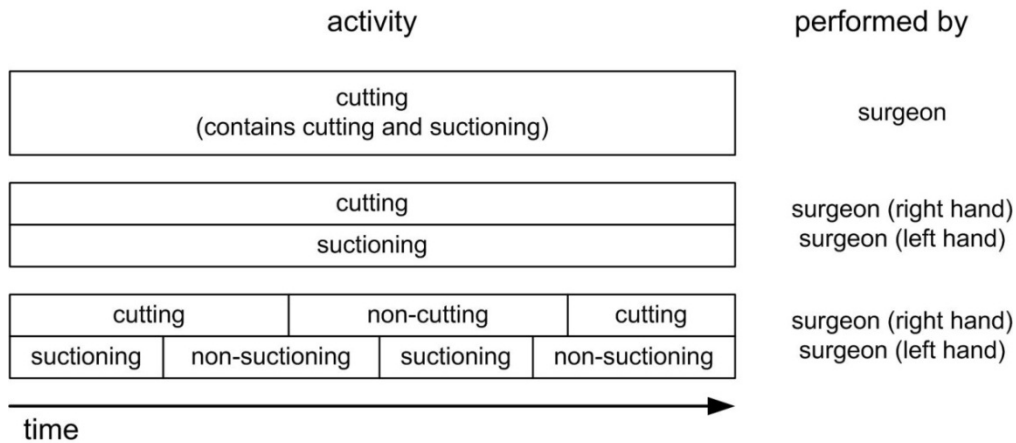 activity
performed by
cutting
(contains cutting and suctioning)
surgeon
cutting
suctioning
surgeon (right hand)
surgeon (left hand)
cutting non-cutting cutting
suctioning non-suctioning suctioning non-suctioning
surgeon (right hand)
surgeon (left hand)
time